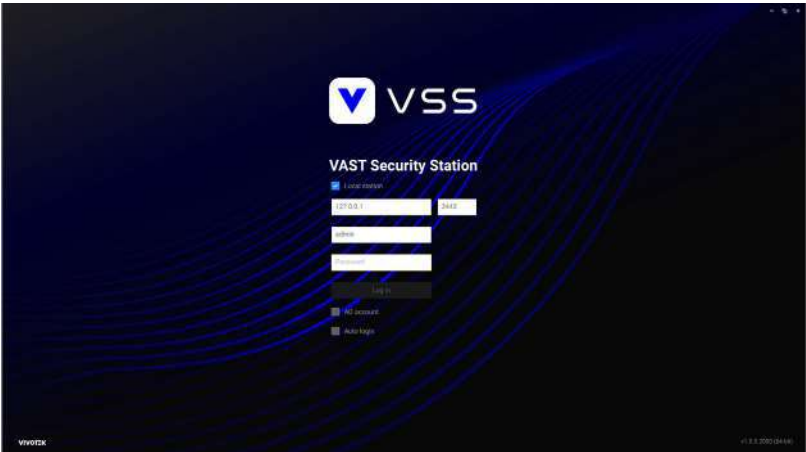 VSS
VAST Security Station
Local station
127.0.0.1
3443
admin
Password
Log in
AD account
Auto login
VIVOTEK